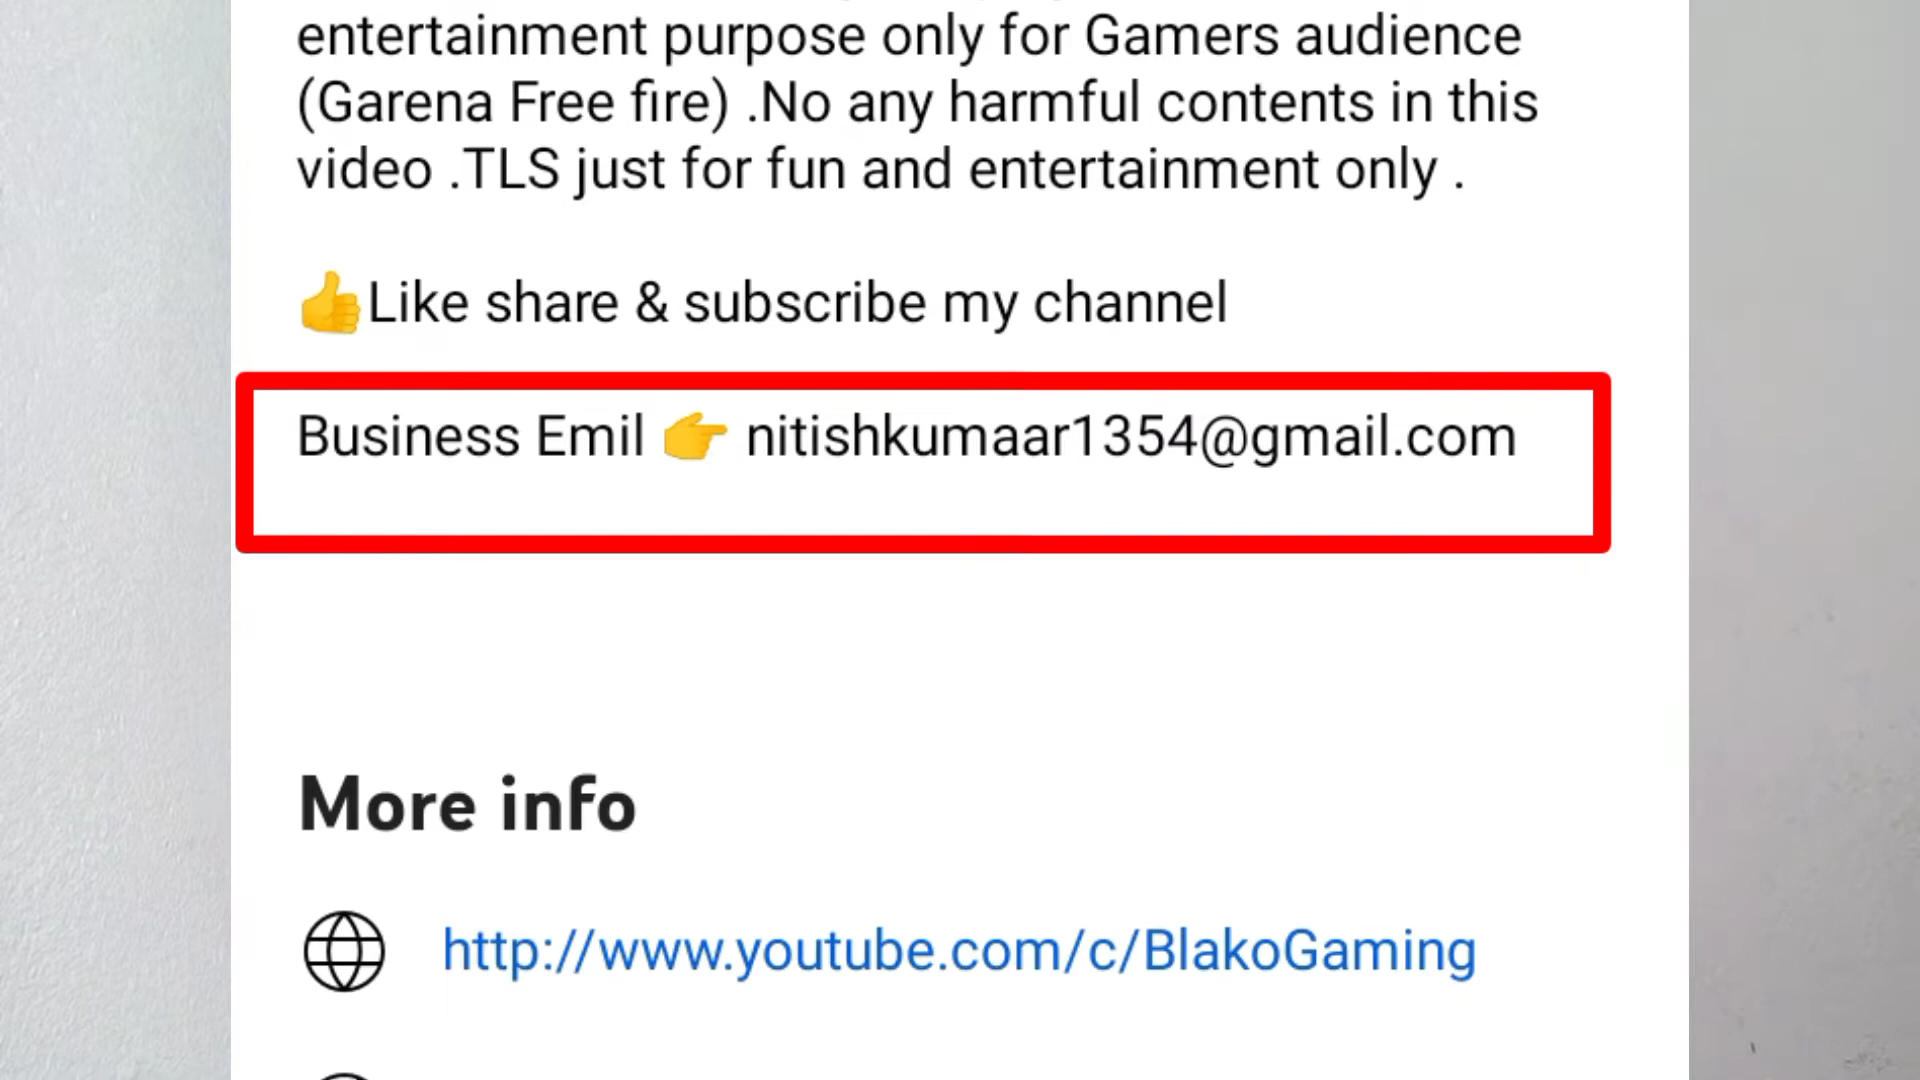 entertainment purpose only for Gamers audience
(Garena Free fire) .No any harmful contents in this
video .TLS just for fun and entertainment only .
👍Like share & subscribe my channel
Business Emil 👉 nitishkumaar1354@gmail.com
More info
http://www.youtube.com/c/BlakoGaming